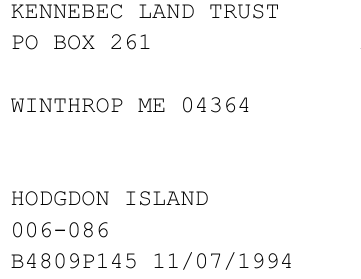 KENNEBEC LAND TRUST
PO BOX 261
WINTHROP ME 04364
HODGDON ISLAND
006-086
B4809P145 11/07/1994